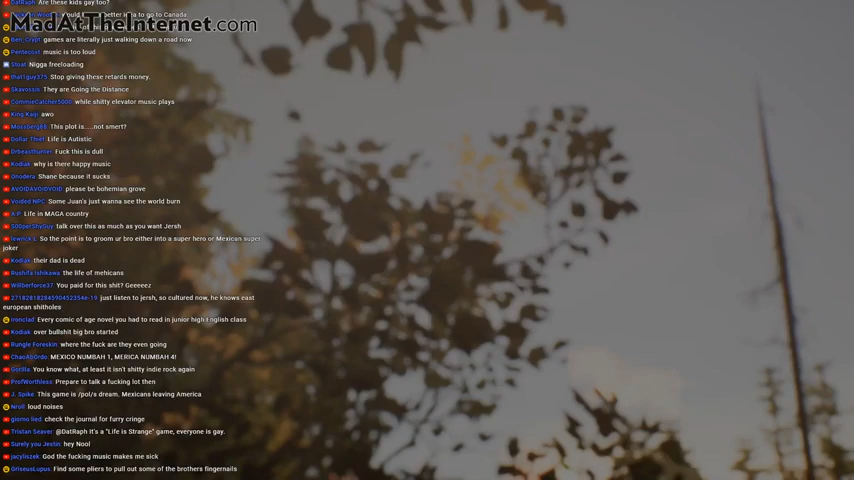 DatRaph: Are these kids gay too?
MadAtTheInternet.com
Ben_Crypt: games are literally just walking down a road now
Pentecost: music is too loud
Stoat: Nigga freeloading
that1guy375: Stop giving these retards money.
Skavossis: They are Going the Distance
CommieCatcher5000: while shitty elevator music plays
King Kaiji: awo
Mossberg88: This plot is.....not smert?
Dollar Thief: Life is Autistic
Drbeasthunter: Fuck this is dull
Kodiak: why is there happy music
Onodera: Shane because it sucks
AVOIDAVOIDVOID: please be bohemian grove
Voided NPC: Some Juan's just wanna see the world burn
A P: Life in MAGA country
S00perShyGuy: talk over this as much as you want Jersh
lewrick L: So the point is to groom ur bro either into a super hero or Mexican super
joker
Kodiak: their dad is dead
Rushifa Ishikawa: the life of mehicans
Wilrberforce37: You paid for this shit? Geeeeez
27182818284590452354e-19: just listen to jersh, so cultured now, he knows east
european shitholes
ironclad: Every comic of age novel you had to read in junior high English class
Kodiak: over bullshit big bro started
Rungle Foreskin: where the fuck are they even going
ChaoAbOrdo: MEXICO NUMBAH 1, MERICA NUMBAH 4!
Gorilla: You know what, at least it isn't shitty indie rock again
ProfWorthless: Prepare to talk a fucking lot then
J. Spike: This game is /pol/s dream. Mexicans leaving America
Nroll: loud noises
giorno lied: check the journal for furry cringe
Tristan Seaver: @DatRaph It's a "Life is Strange" game, everyone is gay.
Surely you Jestin: hey Nool
jacyliszek: God the fucking music makes me sick
GriseusLupus: Find some pliers to pull out some of the brothers fingernails